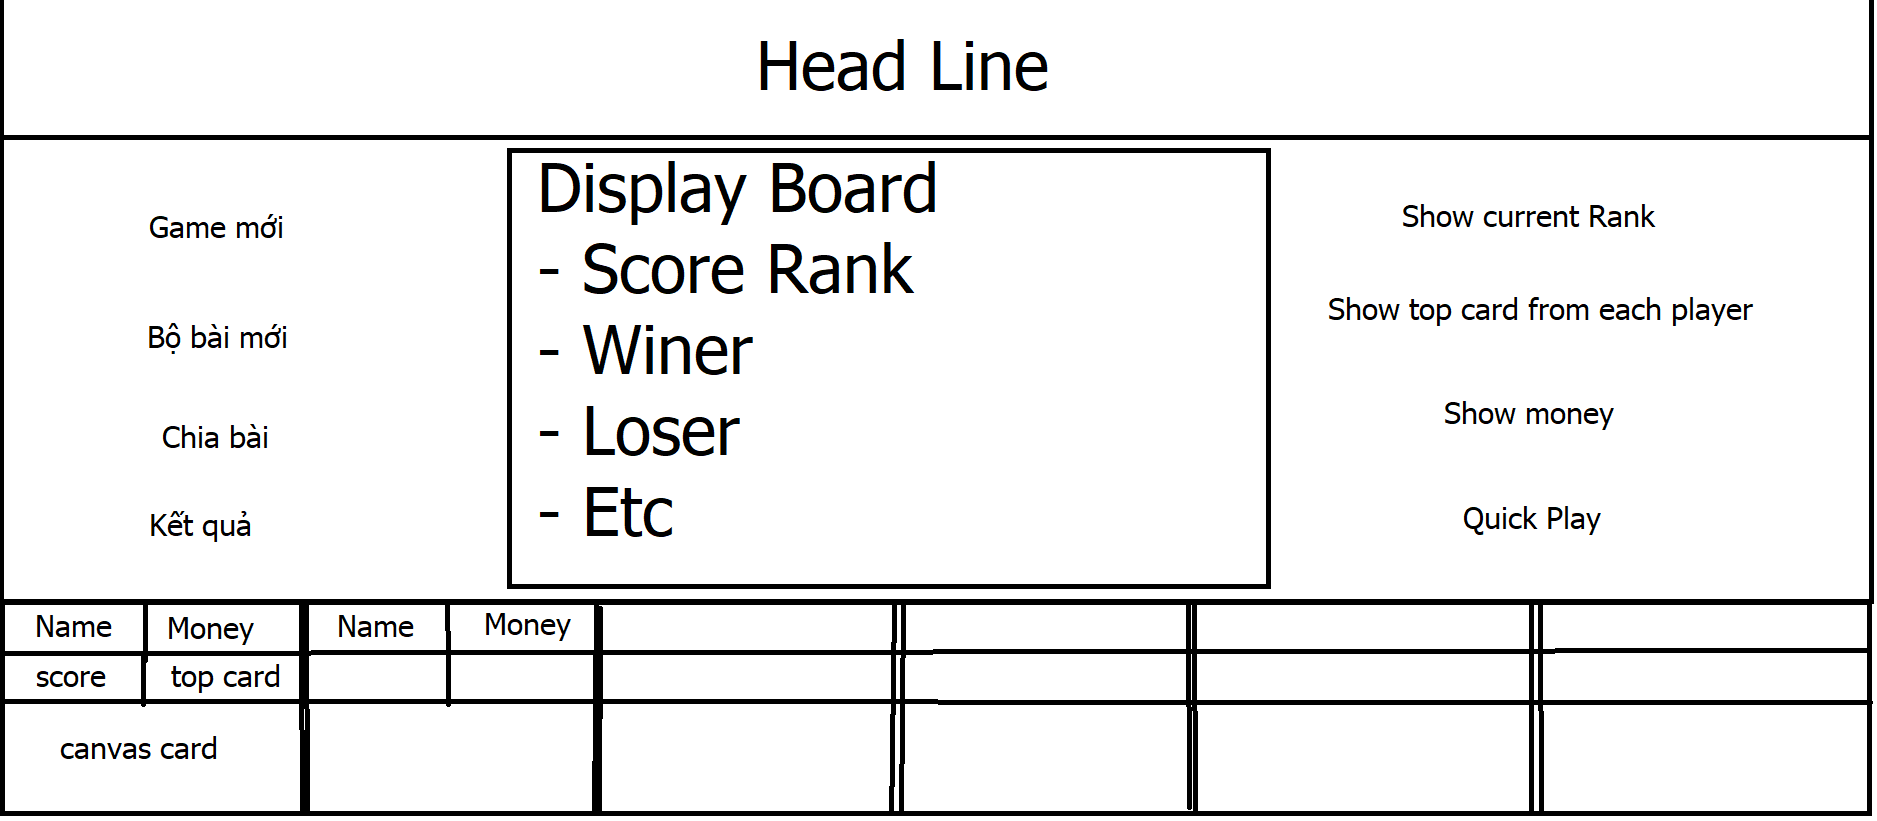 Head Line
Game mới
Bộ bài mới
Chia bài
Kết quả
Display Board
- Score Rank
- Winer
- Loser
- Etc
Show current Rank
Show top card from each player
Show money
Quick Play
Name Money Name Money
score top card
canvas card